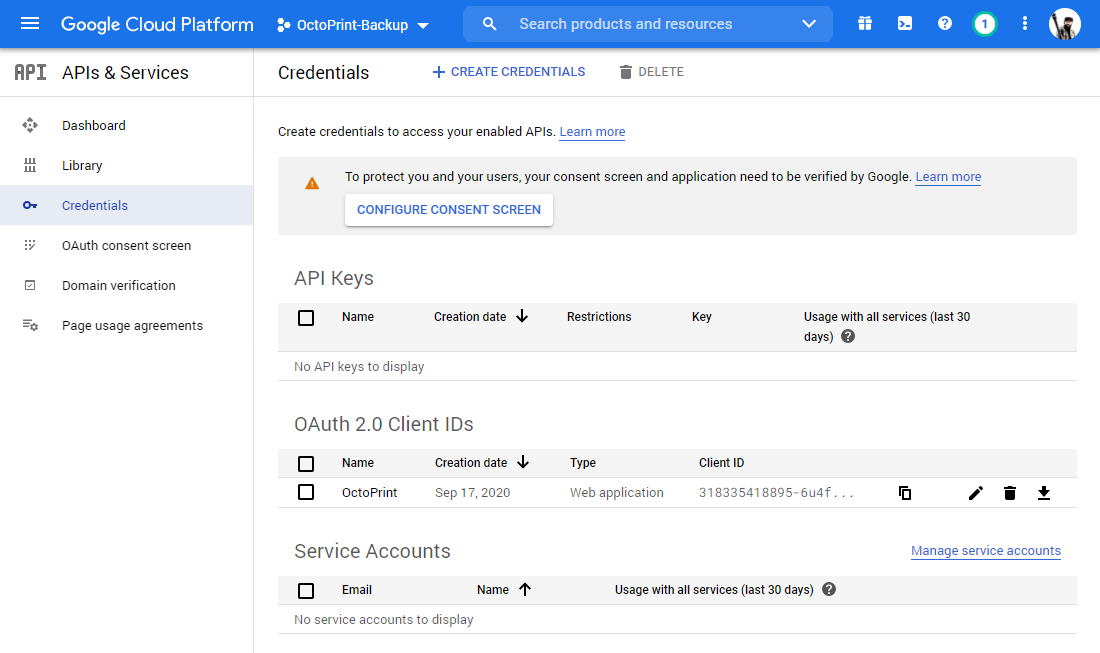 Google Cloud Platform OctoPrint-Backup Search products and resources 1
API APIs & Services
Credentials CREATE CREDENTIALS DELETE
Dashboard
Library
Credentials
OAuth consent screen
Domain verification
Page usage agreements
Create credentials to access your enabled APIs. Learn more
To protect you and your users, your consent screen and application need to be verified by Google. Learn more
CONFIGURE CONSENT SCREEN
API Keys
Name Creation date Restrictions Key Usage with all services (last 30
days)
No API keys to display
OAuth 2.0 Client IDs
Name Creation date Type Client ID
OctoPrint Sep 17, 2020 Web application 318335418895-6u4f...
Service Accounts Manage service accounts
Email Name Usage with all services (last 30 days)
No service accounts to display